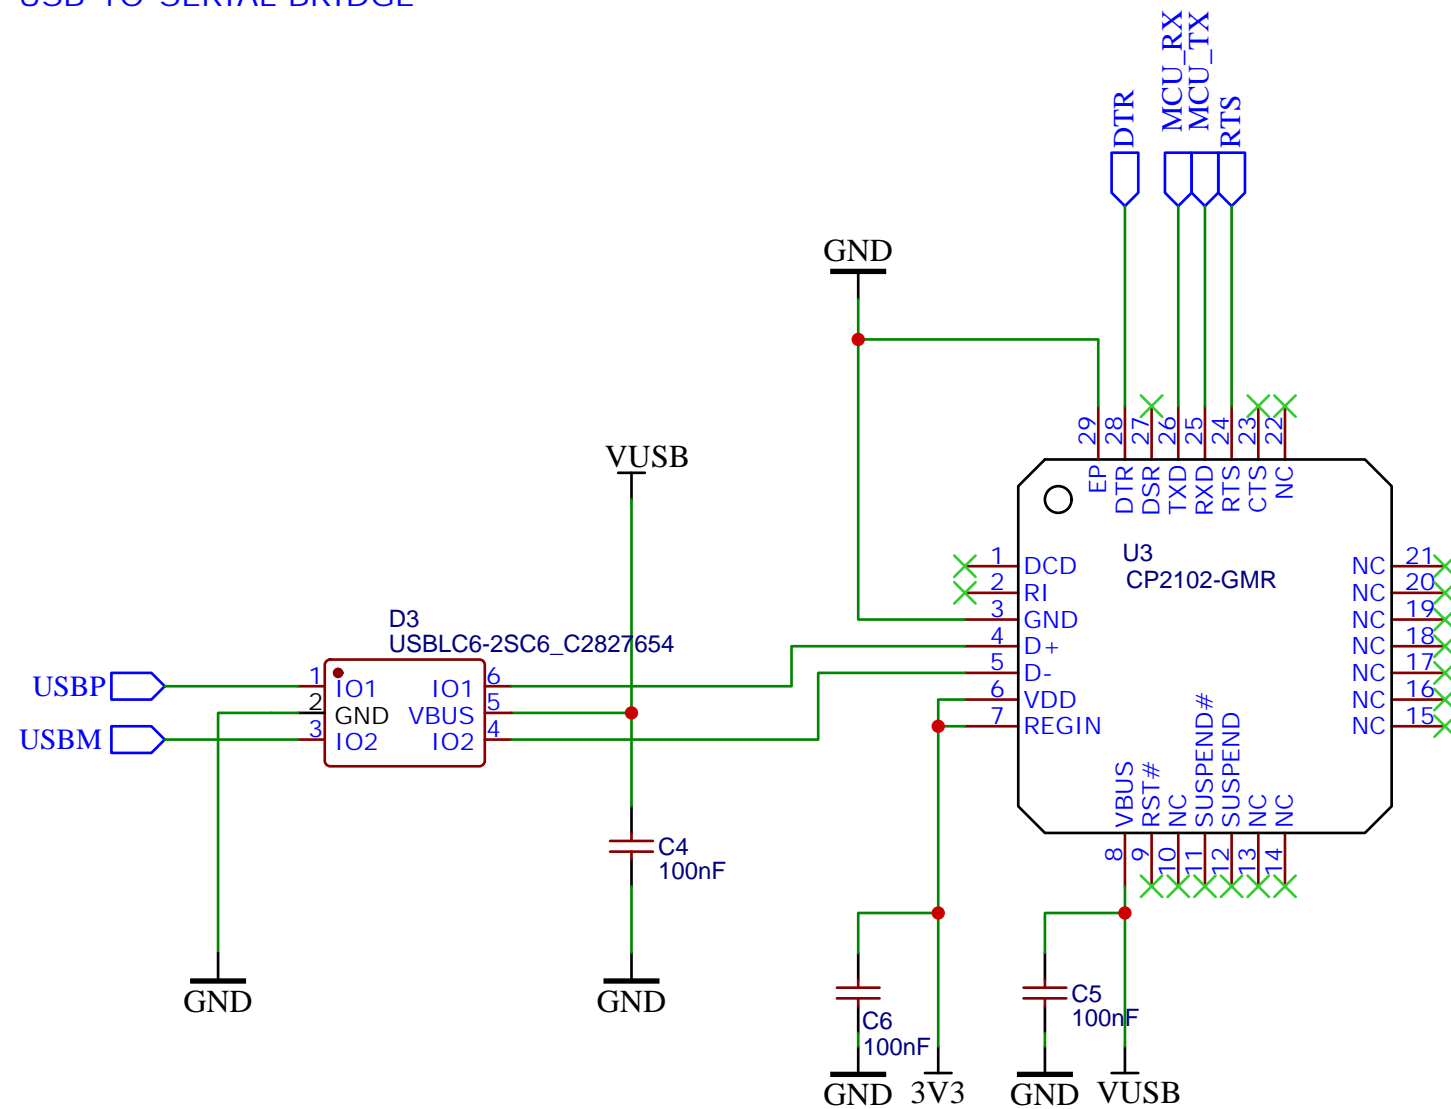 USB-TO-SERIAL BRIDGE
DTR
MCU_RX
MCU_TX
RTS
GND
29
28
27
26
25
24
23
22
EP
DTR
DSR
TXD
RXD
RTS
CTS
NC
VUSB
U3
CP2102-GMR
1 DCD
2 RI
3 GND
4 D+
5 D-
6 VDD
7 REGIN
NC 21
NC 20
NC 19
NC 18
NC 17
NC 16
NC 15
D3
USBLC6-2SC6_C2827654
USBP
USBM
1 IO1
2 GND
3 IO2
IO1 6
VBUS 5
IO2 4
VBUS
RST#
NC
SUSPEND#
SUSPEND
NC
NC
8
9
10
11
12
13
14
C4
100nF
GND
GND
C6
100nF
C5
100nF
GND
3V3
GND
VUSB